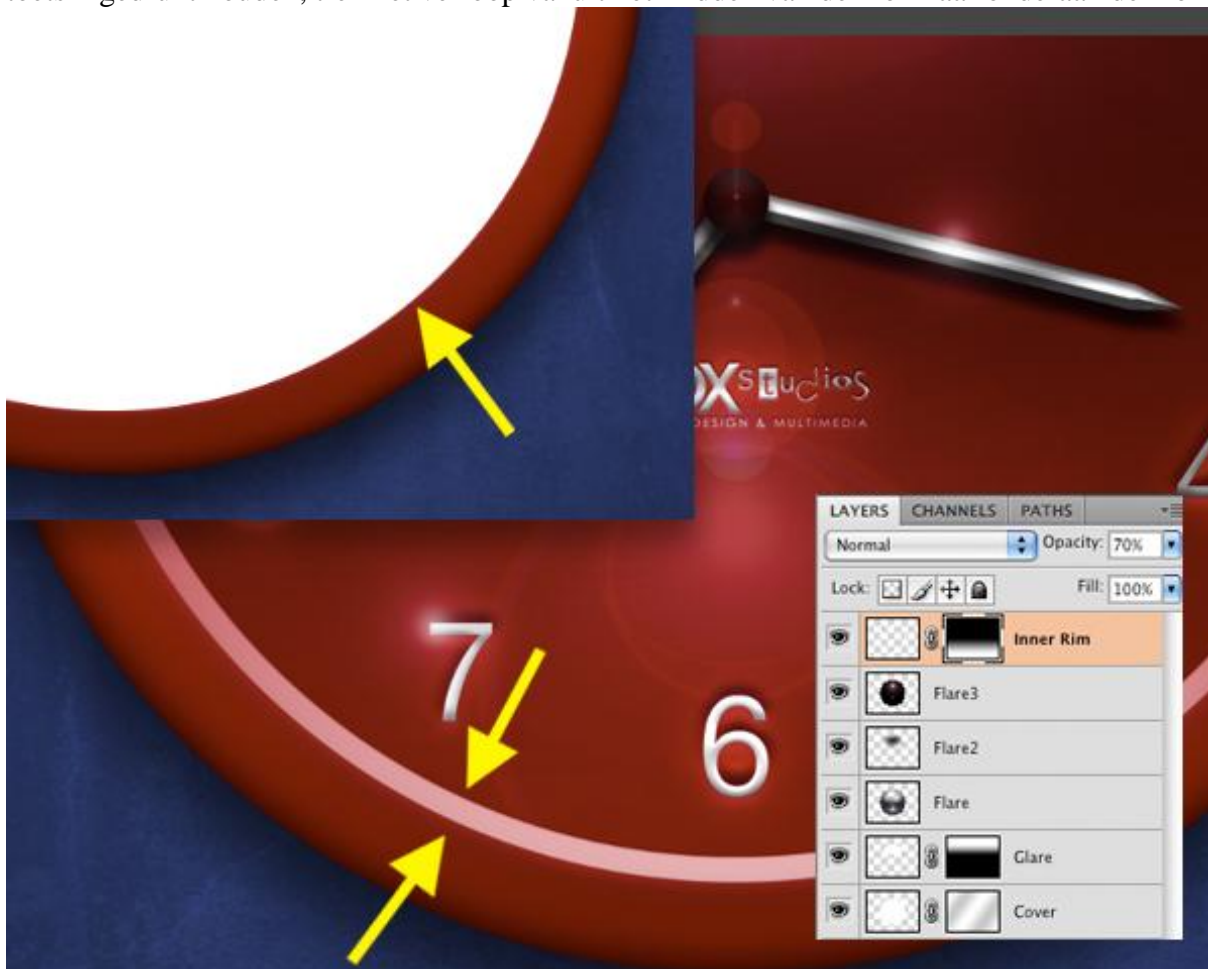 studios
DESIGN & MULTIMEDIA
7
6
LAYERS CHANNELS PATHS
Normal Opacity: 70%
Lock: Fill: 100%
Inner Rim
Flare3
Flare2
Flare
Glare
Cover